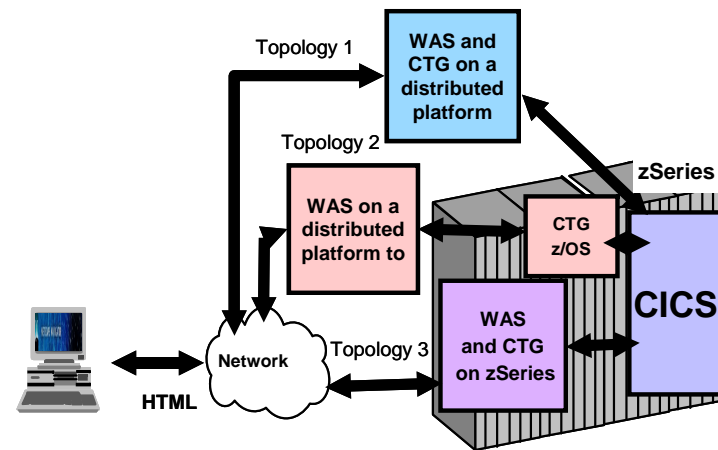 Topology 1
WAS and
CTG on a
distributed
platform
Topology 2
zSeries
WAS on a
distributed
platform to
CTG
z/OS
CICS
WAS
and CTG
on zSeries
Network
Topology 3
HTML